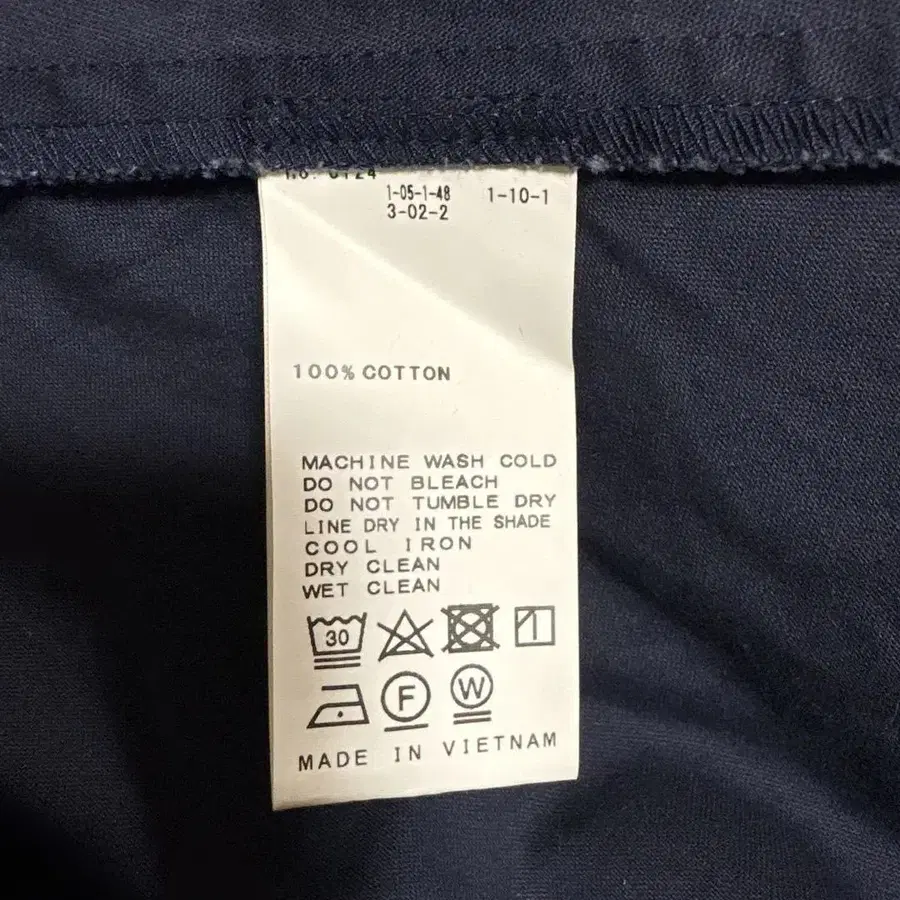 1-05-1-48 1-10-1
3-02-2
100% COTTON
MACHINE WASH COLD
DO NOT BLEACH
DO NOT TUMBLE DRY
LINE DRY IN THE SHADE
COOL IRON
DRY CLEAN
WET CLEAN
30
F W
MADE IN VIETNAM